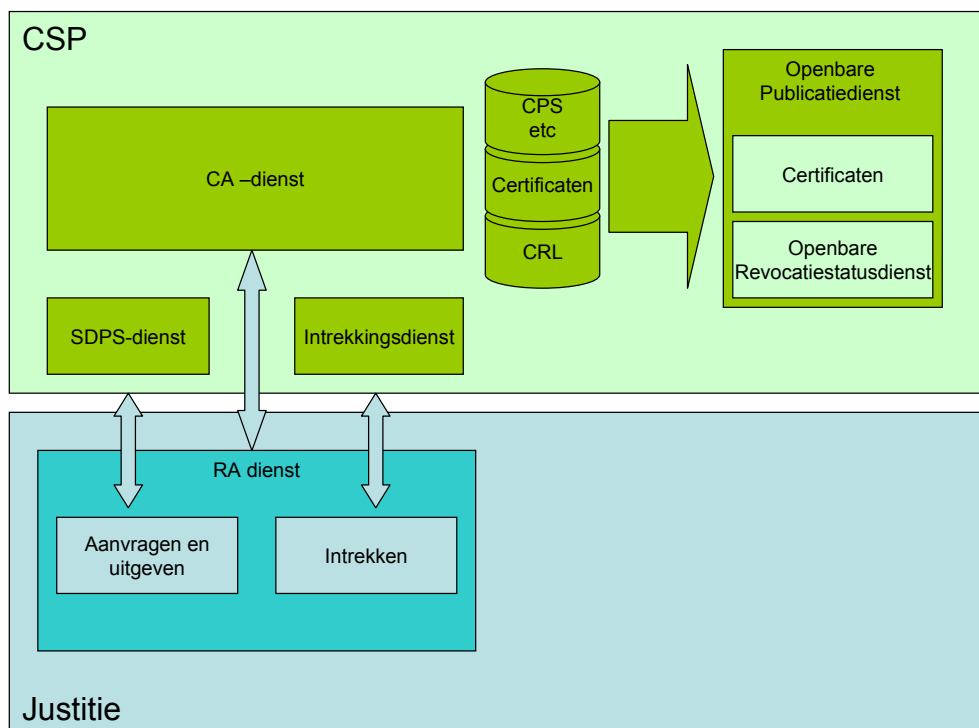 CSP
CA –dienst
CPS
etc
Certificaten
CRL
Openbare
Publicatiedienst
Certificaten
Openbare
Revocatiestatusdienst
SDPS-dienst
Intrekkingsdienst
RA dienst
Aanvragen en
uitgeven
Intrekken
Justitie